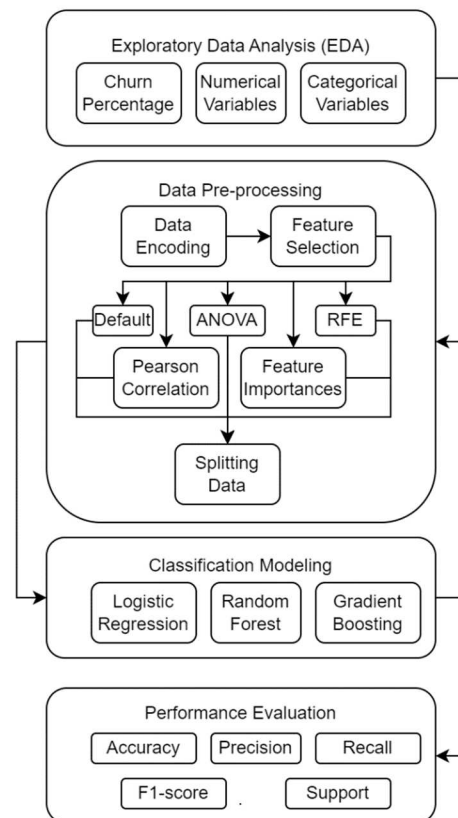 Exploratory Data Analysis (EDA)
Churn
Percentage
Numerical
Variables
Categorical
Variables
Data Pre-processing
Data
Encoding
Feature
Selection
Default
ANOVA
RFE
Pearson
Correlation
Feature
Importances
Splitting
Data
Classification Modeling
Logistic
Regression
Random
Forest
Gradient
Boosting
Performance Evaluation
Accuracy
Precision
Recall
F1-score
.
Support